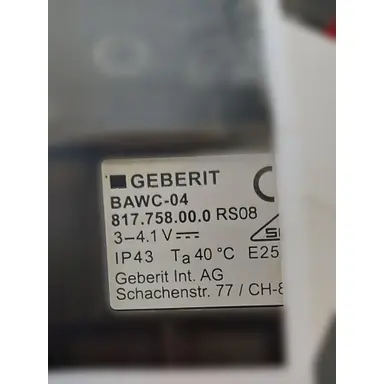 GEBERIT
BAWC-04
817.758.00.0 RS08
3–4.1 V
IP43 Ta 40 °C E25
Geberit Int. AG
Schachenstr. 77 / CH-8